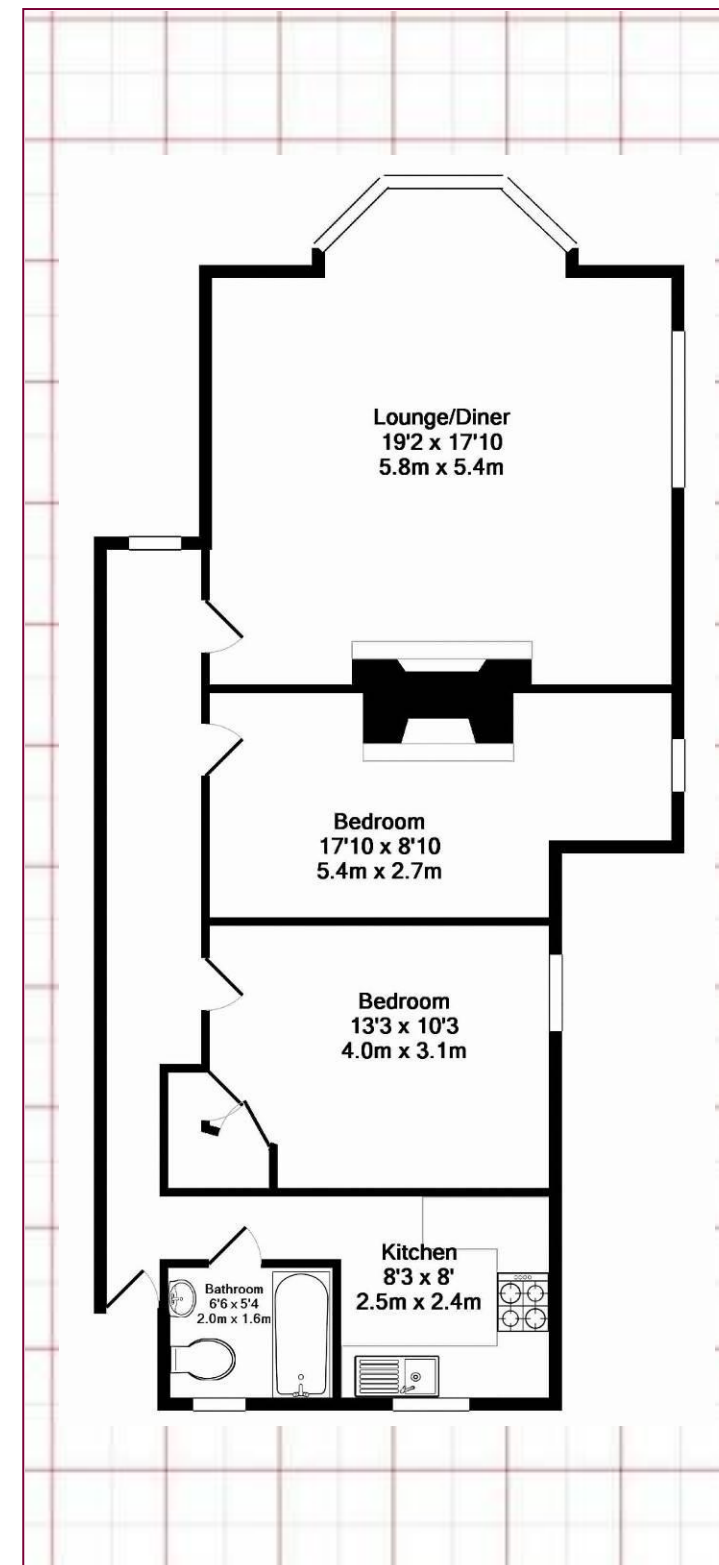 Lounge/Diner
19'2 x 17'10
5.8m x 5.4m
Bedroom
17'10 x 8'10
5.4m x 2.7m
Bedroom
13'3 x 10'3
4.0m x 3.1m
Kitchen
8'3 x 8'
2.5m x 2.4m
Bathroom
6'6 x 5'4
2.0m x 1.6m